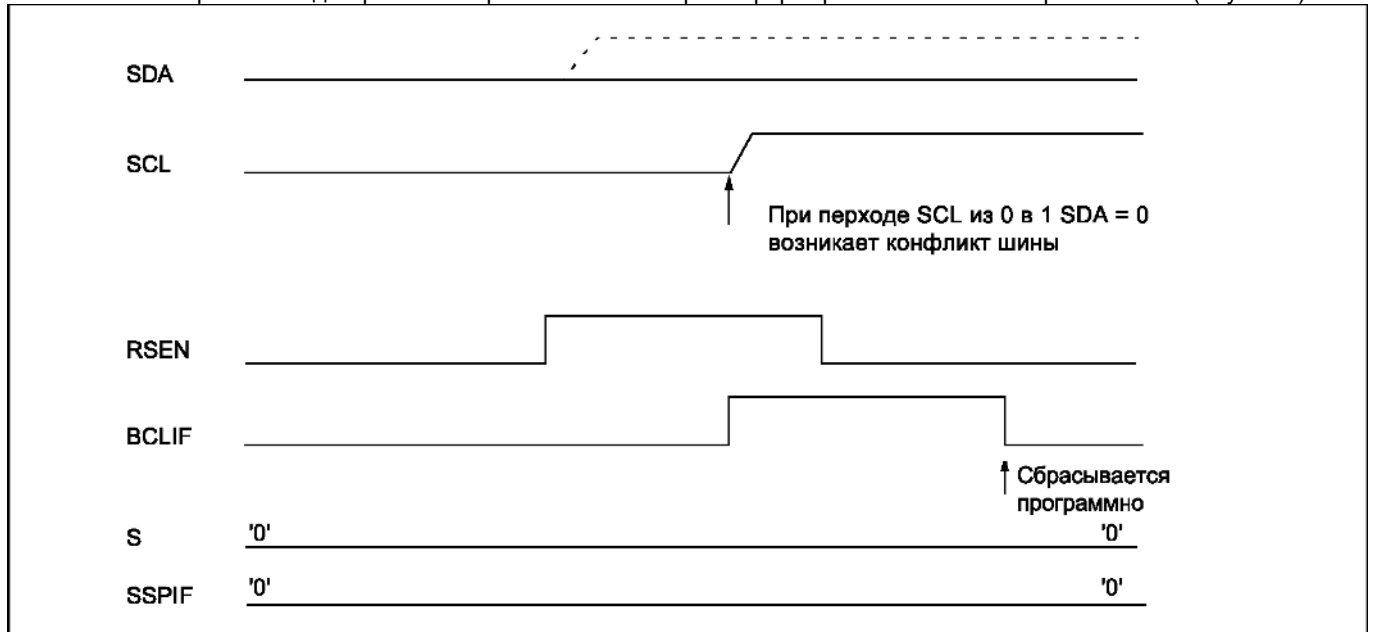 SDA
SCL
При перходе SCL из 0 в 1 SDA = 0
возникает конфликт шины
RSEN
BCLIF
Сбрасывается
программно
S '0' '0'
SSPIF '0' '0'